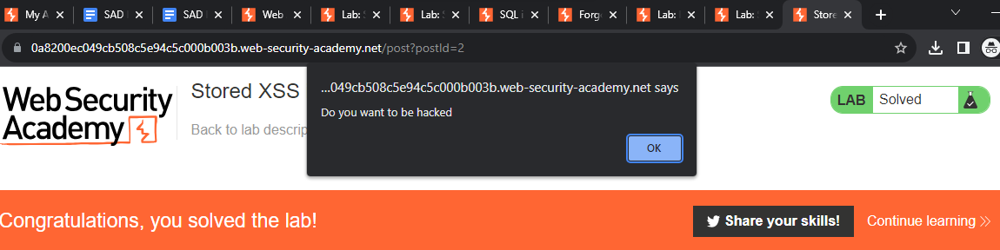 My A
SAD
SAD
Web
Lab:
Lab:
SQL i
Forg
Lab:
Lab:
Store
0a8200ec049cb508c5e94c5c000b003b.web-security-academy.net/post?postId=2
...049cb508c5e94c5c000b003b.web-security-academy.net says
Do you want to be hacked
OK
Web Security
Academy
Stored XSS
Back to lab descrip
LAB Solved
Congratulations, you solved the lab!
Share your skills!
Continue learning